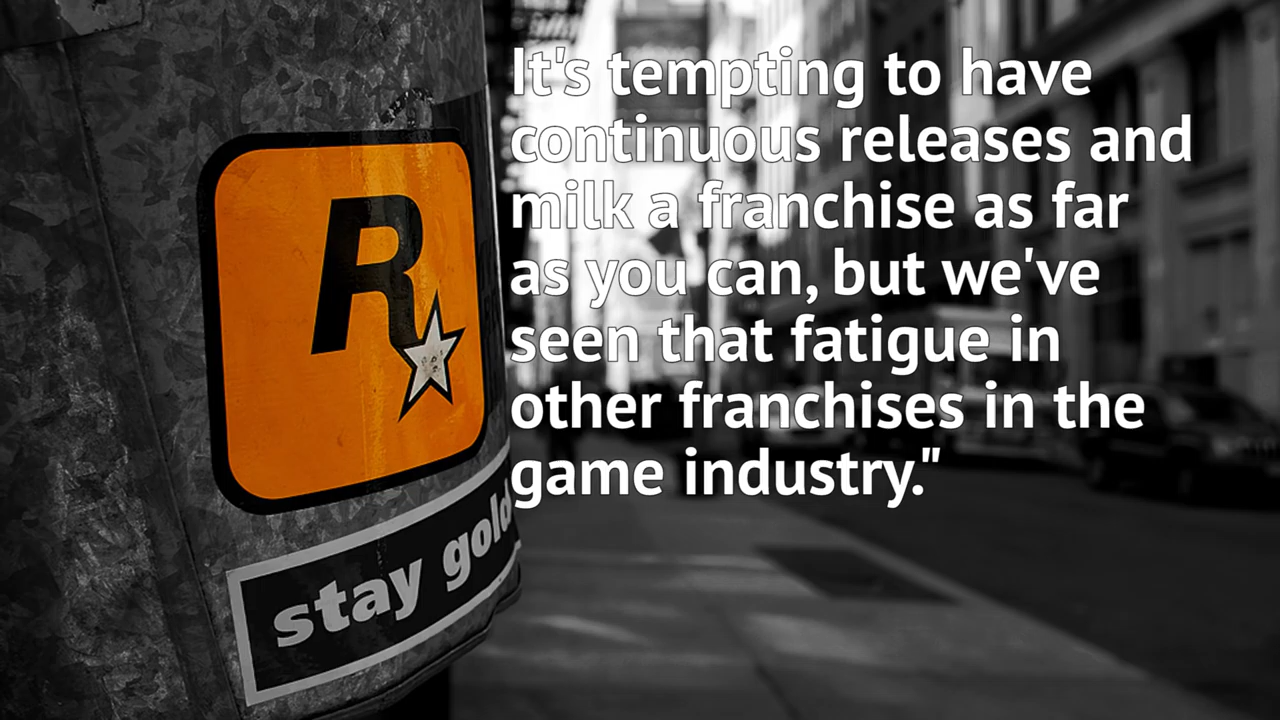 R
stay gold
It's tempting to have
continuous releases and
milk a franchise as far
as you can, but we've
seen that fatigue in
other franchises in the
game industry."